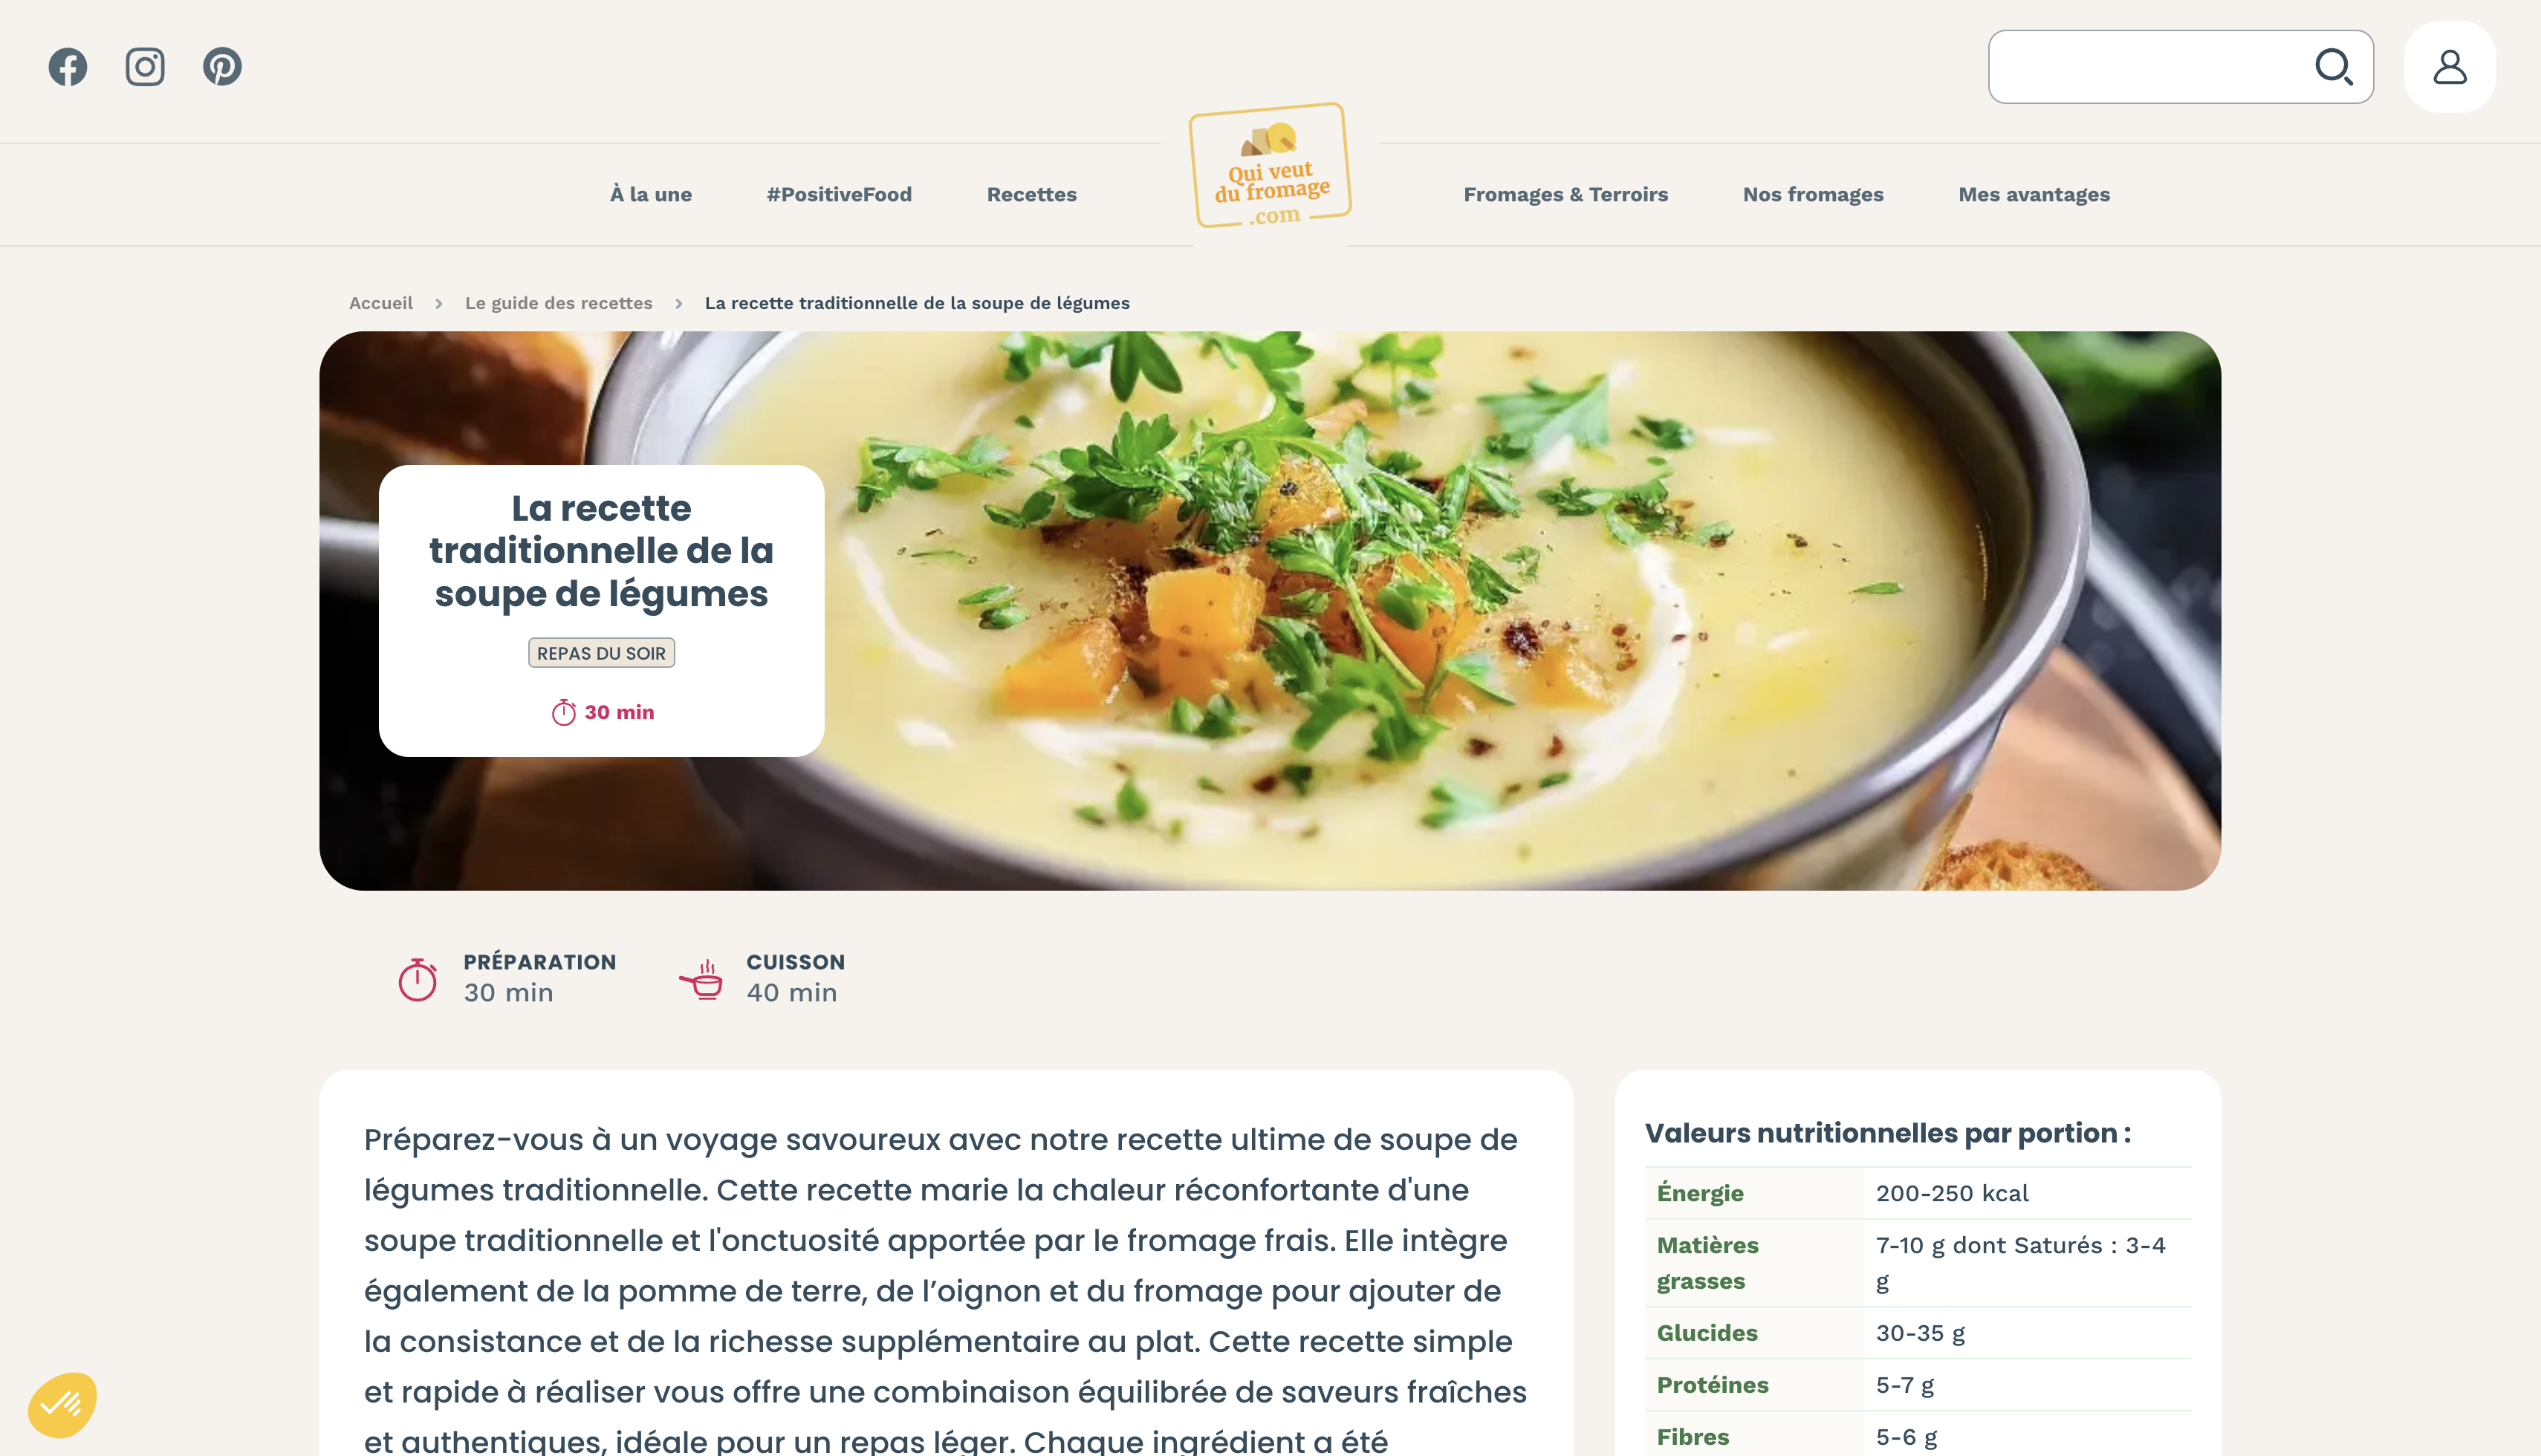 Qui veut
du fromage
.com
À la une
#PositiveFood
Recettes
Fromages & Terroirs
Nos fromages
Mes avantages
Accueil > Le guide des recettes > La recette traditionnelle de la soupe de légumes
La recette
traditionnelle de la
soupe de légumes
REPAS DU SOIR
30 min
PRÉPARATION
30 min
CUISSON
40 min
Préparez-vous à un voyage savoureux avec notre recette ultime de soupe de
légumes traditionnelle. Cette recette marie la chaleur réconfortante d'une
soupe traditionnelle et l'onctuosité apportée par le fromage frais. Elle intègre
également de la pomme de terre, de l’oignon et du fromage pour ajouter de
la consistance et de la richesse supplémentaire au plat. Cette recette simple
et rapide à réaliser vous offre une combinaison équilibrée de saveurs fraîches
et authentiques, idéale pour un repas léger. Chaque ingrédient a été
Valeurs nutritionnelles par portion :
Énergie 200-250 kcal
Matières grasses 7-10 g dont Saturés : 3-4 g
Glucides 30-35 g
Protéines 5-7 g
Fibres 5-6 g